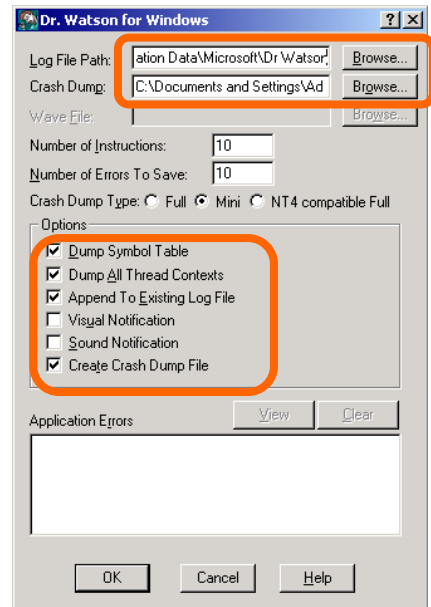 Dr. Watson for Windows
Log File Path: ation Data\Microsoft\Dr Watson Browse...
Crash Dump: C:\Documents and Settings\Ad Browse...
Wave File: Browse...
Number of Instructions: 10
Number of Errors To Save: 10
Crash Dump Type: Full Mini NT4 compatible Full
Options
Dump Symbol Table
Dump All Thread Contexts
Append To Existing Log File
Visual Notification
Sound Notification
Create Crash Dump File
Application Errors View Clear
OK Cancel Help